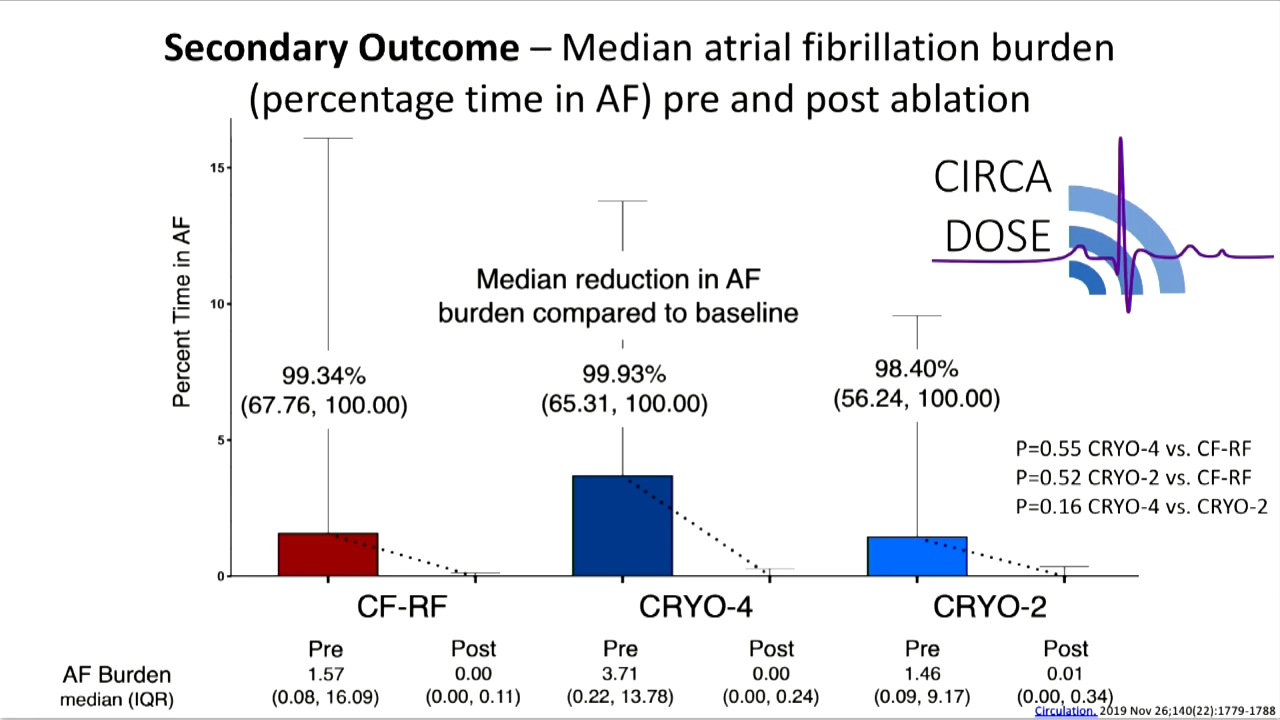 Secondary Outcome – Median atrial fibrillation burden
(percentage time in AF) pre and post ablation
CIRCA
DOSE
Percent Time in AF
15
10
5
0
Median reduction in AF
burden compared to baseline
99.34%
(67.76, 100.00)
99.93%
(65.31, 100.00)
98.40%
(56.24, 100.00)
P=0.55 CRYO-4 vs. CF-RF
P=0.52 CRYO-2 vs. CF-RF
P=0.16 CRYO-4 vs. CRYO-2
CF-RF CRYO-4 CRYO-2
Pre Post Pre Post Pre Post
AF Burden 1.57 0.00 3.71 0.00 1.46 0.01
median (IQR) (0.08, 16.09) (0.00, 0.11) (0.22, 13.78) (0.00, 0.24) (0.09, 9.17) (0.00, 0.34)
Circulation. 2019 Nov 26;140(22):1779-1788